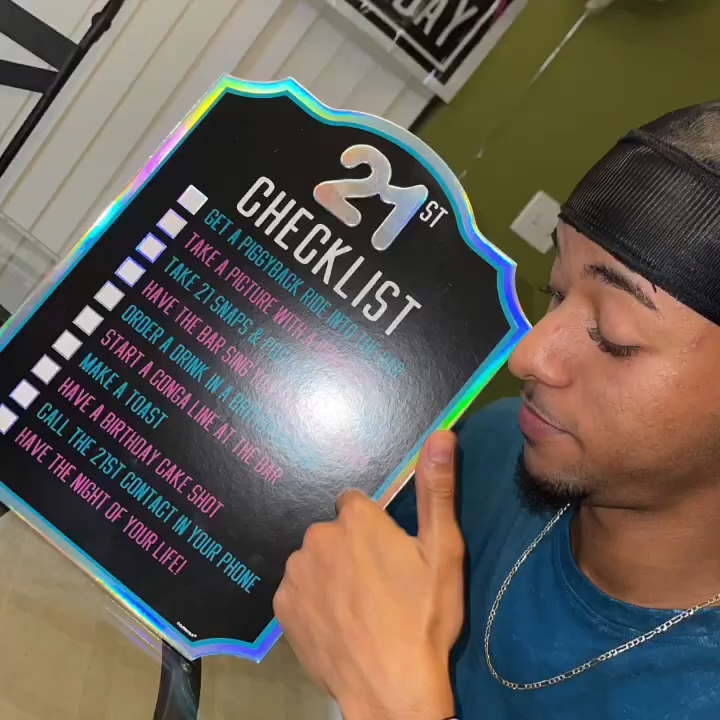 DAY
21ST
CHECKLIST
GET A PIGGYBACK RIDE INTO
TAKE A PICTURE WITH A
TAKE 21 SNAPS &
HAVE THE BAR SING
ORDER A DRINK IN A
START A CONGA LINE AT THE BAR
MAKE A TOAST
HAVE A BIRTHDAY CAKE SHOT
CALL THE 21ST CONTACT IN YOUR PHONE
HAVE THE NIGHT OF YOUR LIFE!